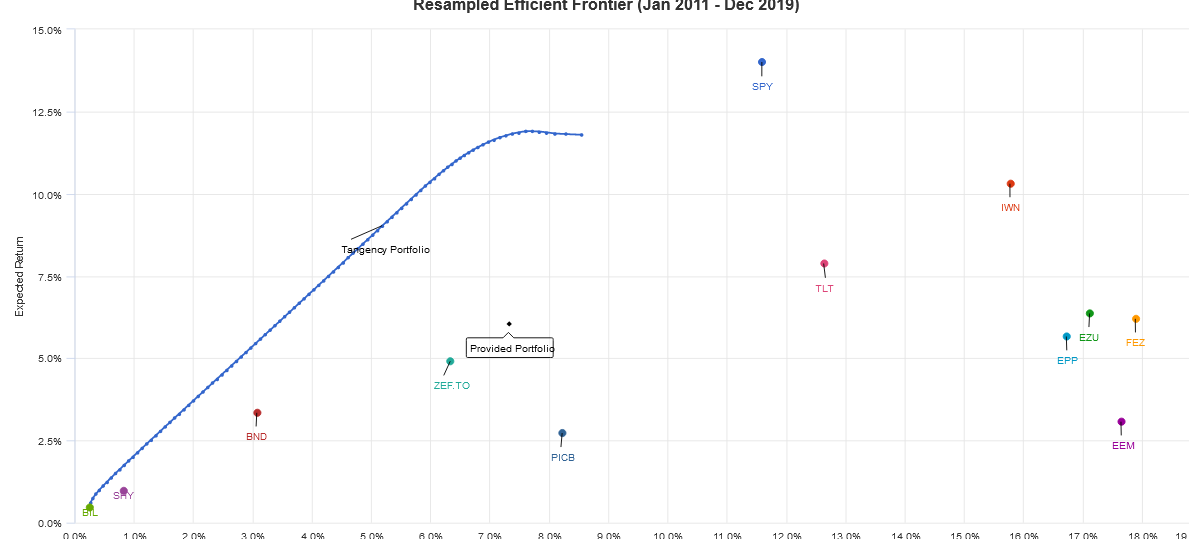 Resampled Efficient Frontier (Jan 2011 - Dec 2019)
15.0%
12.5%
10.0%
7.5%
5.0%
2.5%
0.0%
Expected Return
SPY
IWN
Tangency Portfolio
TLT
Provided Portfolio
EZU
FEZ
EPP
ZEF.TO
BND
EEM
PICB
SHY
BIL
0.0%
1.0%
2.0%
3.0%
4.0%
5.0%
6.0%
7.0%
8.0%
9.0%
10.0%
11.0%
12.0%
13.0%
14.0%
15.0%
16.0%
17.0%
18.0%
19